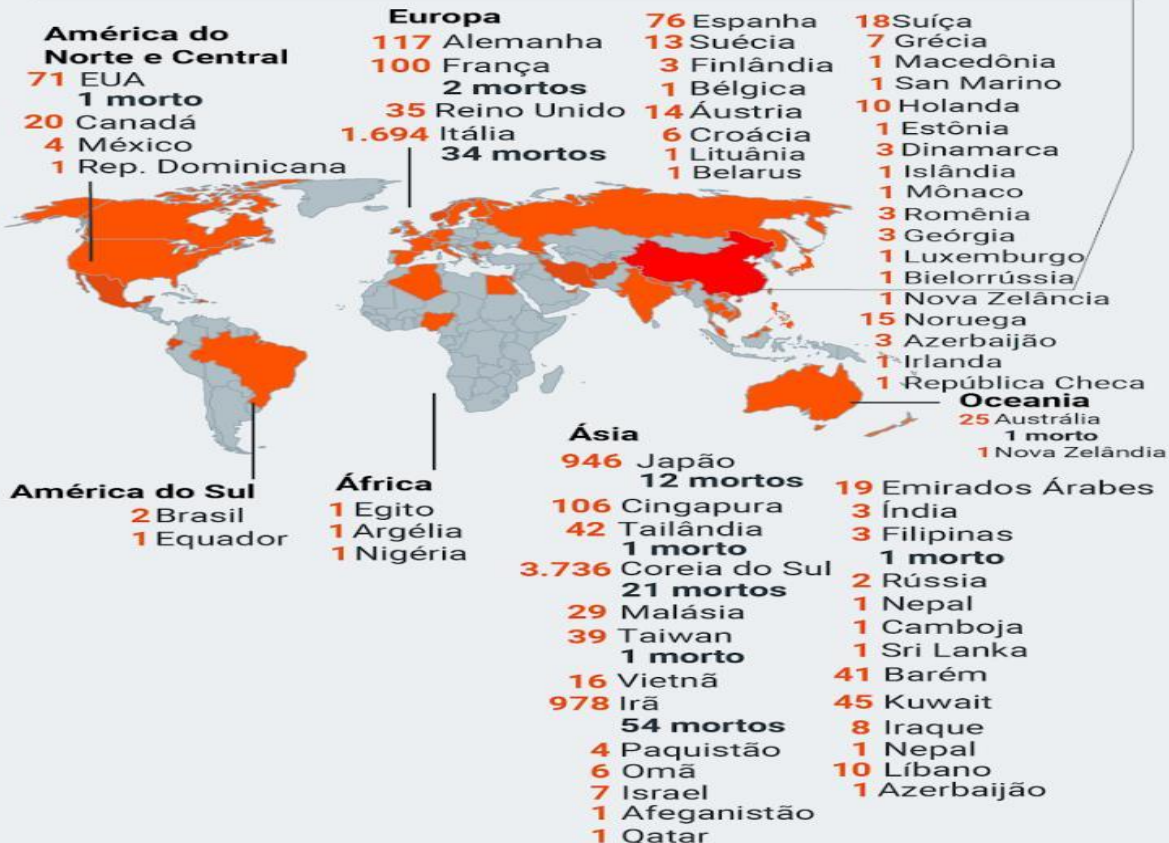 América do
Norte e Central
71 EUA
1 morto
20 Canadá
4 México
1 Rep. Dominicana
Europa
117 Alemanha
100 França
2 mortos
35 Reino Unido
1.694 Itália
34 mortos
76 Espanha
13 Suécia
3 Finlândia
1 Bélgica
14 Áustria
6 Croácia
1 Lituânia
1 Belarus
18 Suíça
7 Grécia
1 Macedônia
1 San Marino
10 Holanda
1 Estônia
3 Dinamarca
1 Islândia
1 Mônaco
3 Romênia
3 Geórgia
1 Luxemburgo
1 Bielorrússia
1 Nova Zelância
15 Noruega
3 Azerbaijão
1 Irlanda
1 República Checa
Oceania
25 Austrália
1 morto
1 Nova Zelândia
América do Sul
2 Brasil
1 Equador
África
1 Egito
1 Argélia
1 Nigéria
Ásia
946 Japão
12 mortos
106 Cingapura
42 Tailândia
1 morto
3.736 Coreia do Sul
21 mortos
29 Malásia
39 Taiwan
1 morto
16 Vietnã
978 Irã
54 mortos
4 Paquistão
6 Omã
7 Israel
1 Afeganistão
1 Qatar
19 Emirados Árabes
3 Índia
3 Filipinas
1 morto
2 Rússia
1 Nepal
1 Camboja
1 Sri Lanka
41 Barém
45 Kuwait
8 Iraque
1 Nepal
10 Líbano
1 Azerbaijão